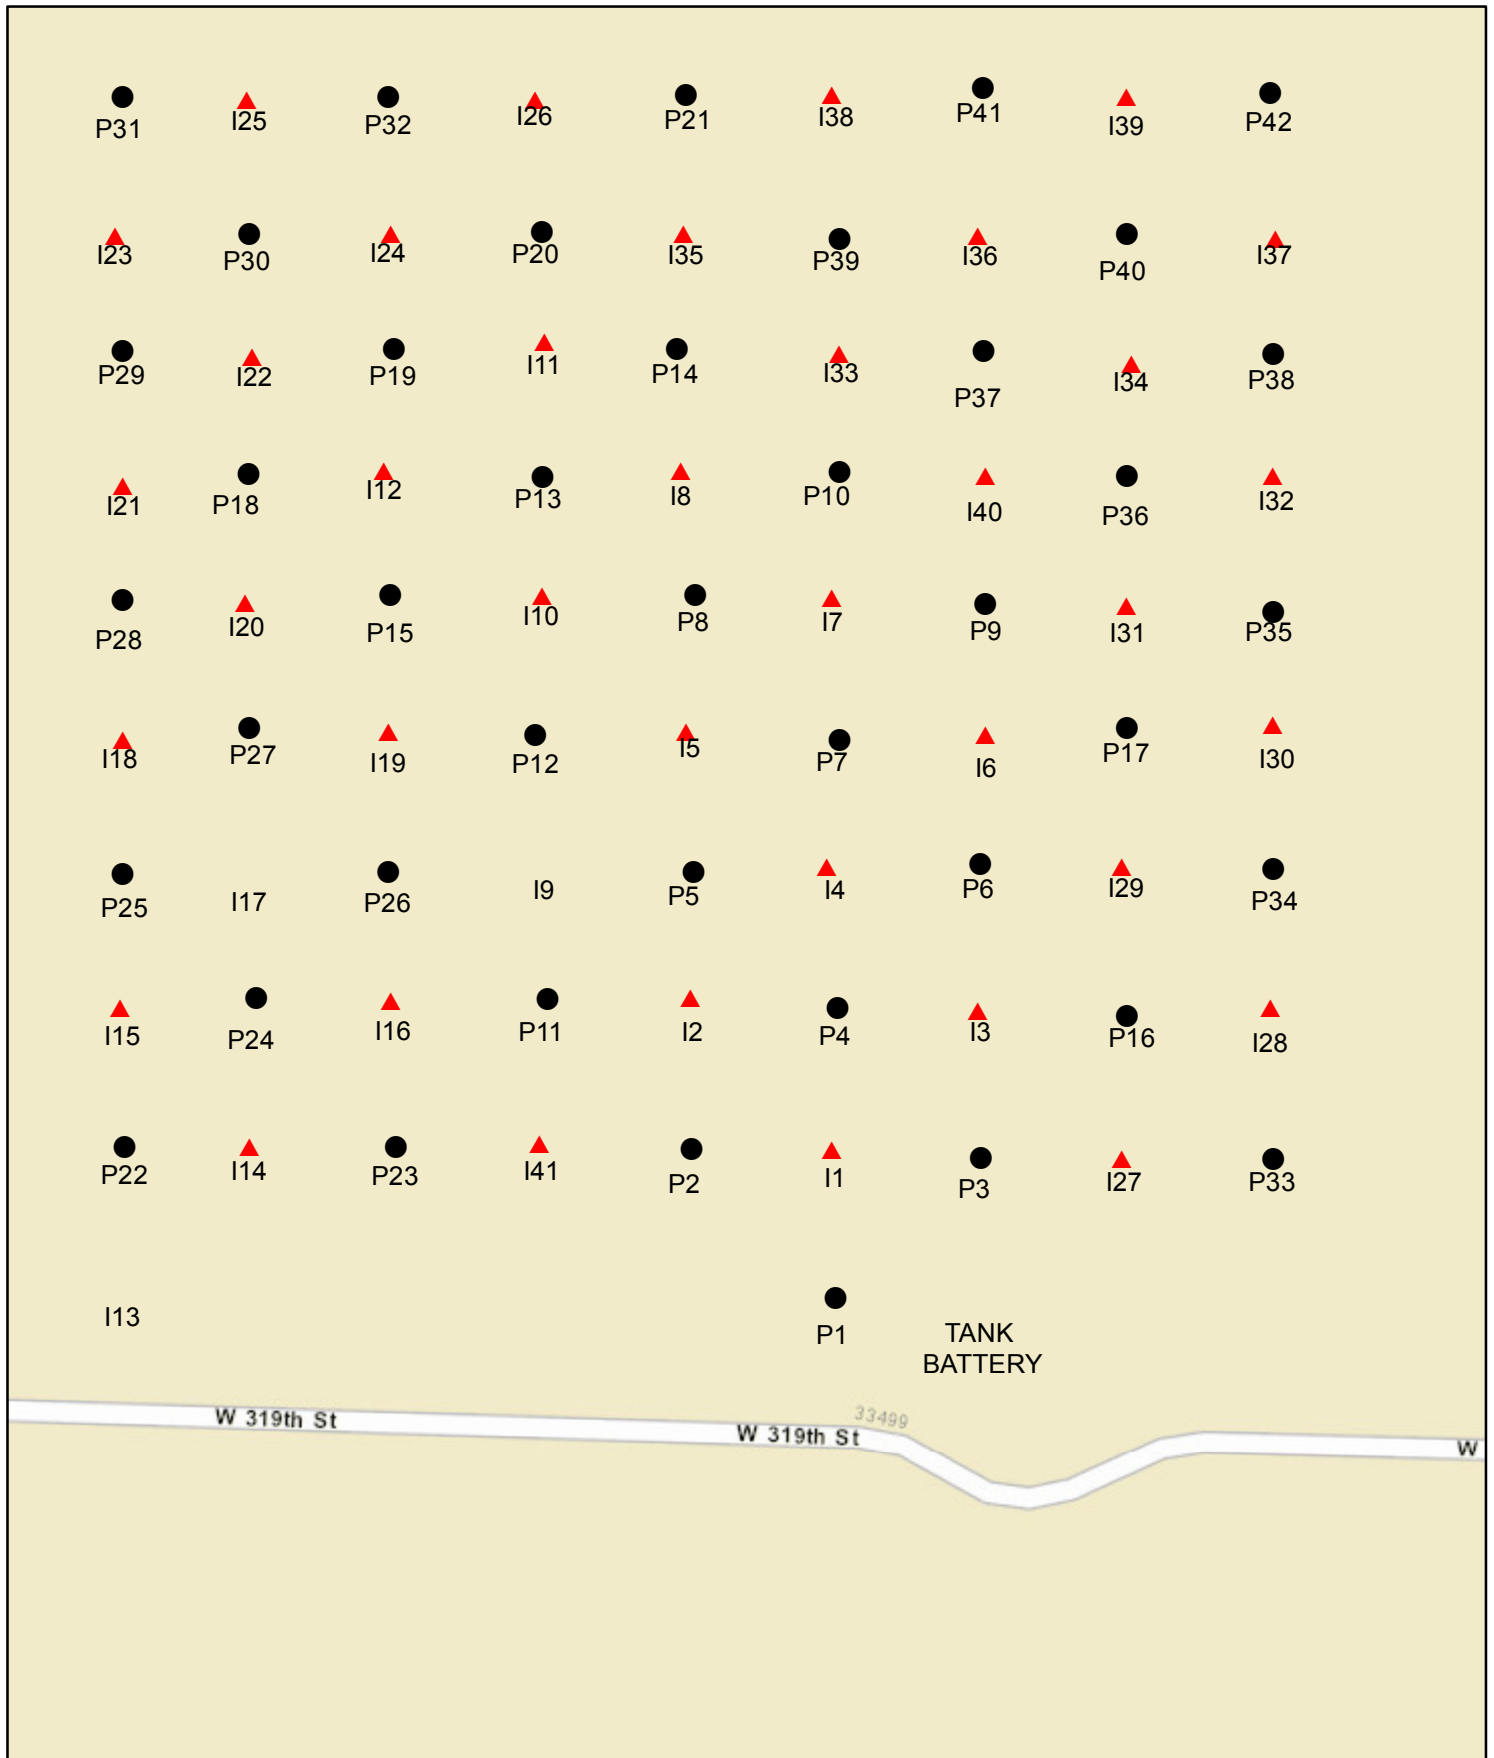 P31 I25 P32 I26 P21 I38 P41 I39 P42
I23 P30 I24 P20 I35 P39 I36 P40 I37
P29 I22 P19 I11 P14 I33 P37 I34 P38
I21 P18 I12 P13 I8 P10 I40 P36 I32
P28 I20 P15 I10 P8 I7 P9 I31 P35
I18 P27 I19 P12 I5 P7 I6 P17 I30
P25 I17 P26 I9 P5 I4 P6 I29 P34
I15 P24 I16 P11 I2 P4 I3 P16 I28
P22 I14 P23 I41 P2 I1 P3 I27 P33
I13 P1 TANK
BATTERY
33499
W 319th St W 319th St W